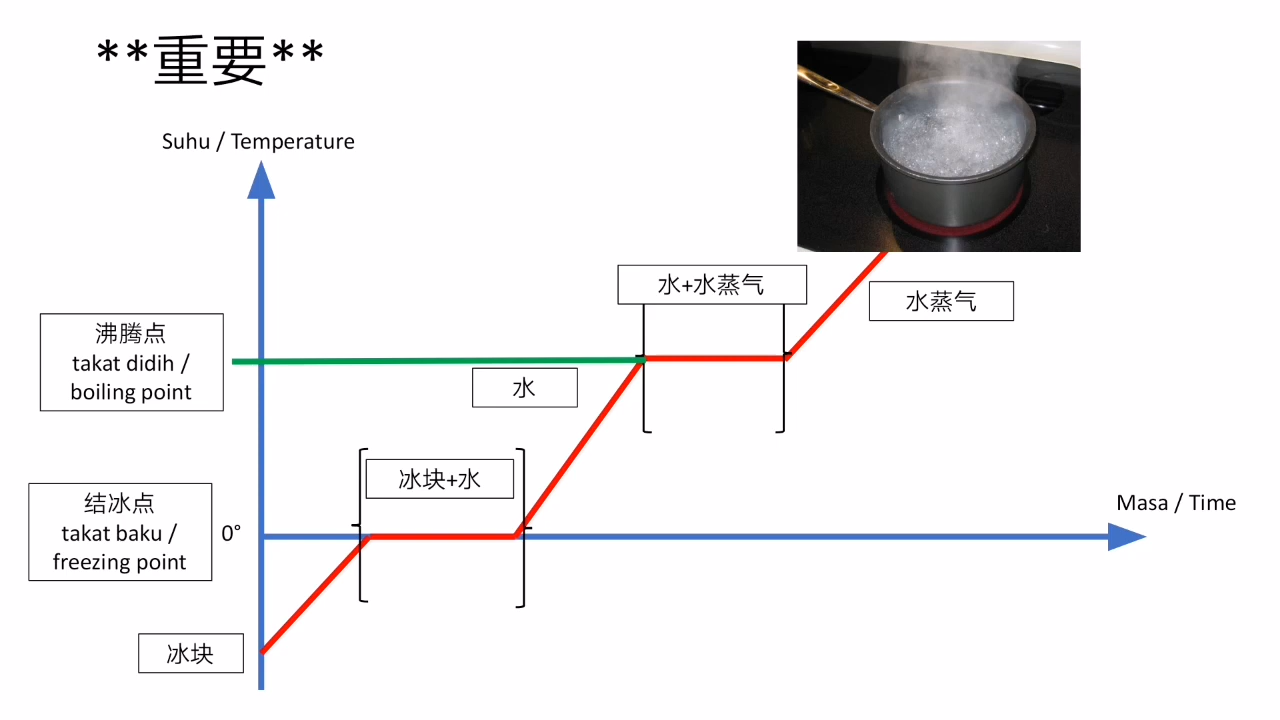 **重要**
Suhu / Temperature
水+水蒸气
水蒸气
沸腾点
takat didih /
boiling point
水
冰块+水
结冰点
takat baku /
freezing point
0°
Masa / Time
冰块